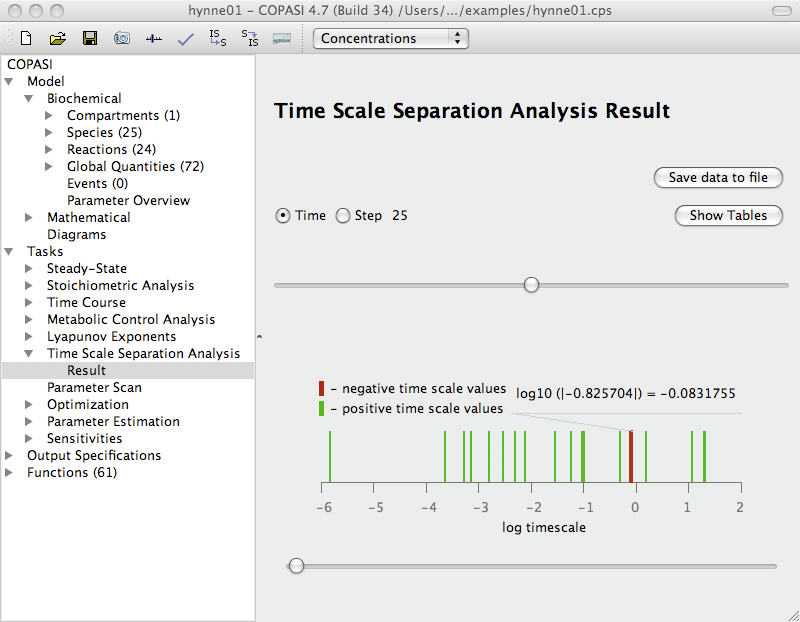 hynne01 – COPASI 4.7 (Build 34) /Users/.../examples/hynne01.cps
Concentrations
COPASI
Model
Biochemical
Compartments (1)
Species (25)
Reactions (24)
Global Quantities (72)
Events (0)
Parameter Overview
Mathematical
Diagrams
Tasks
Steady-State
Stoichiometric Analysis
Time Course
Metabolic Control Analysis
Lyapunov Exponents
Time Scale Separation Analysis
Result
Parameter Scan
Optimization
Parameter Estimation
Sensitivities
Output Specifications
Functions (61)
Time Scale Separation Analysis Result
Save data to file
Time Step 25
Show Tables
- negative time scale values
log10 (|-0.825704|) = -0.0831755
- positive time scale values
-6 -5 -4 -3 -2 -1 0 1 2
log timescale